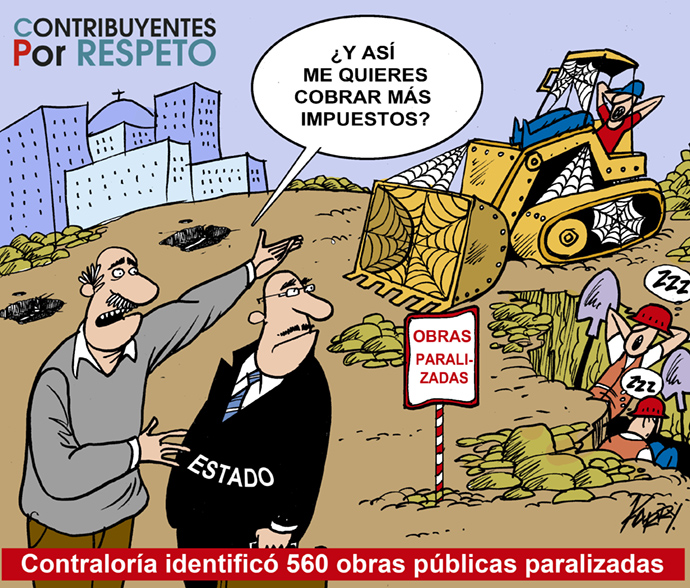 CONTRIBUYENTES
Por RESPETO
¿Y ASÍ
ME QUIERES
COBRAR MÁS
IMPUESTOS?
ZZZ
OBRAS
PARALI-
ZADAS
ZZZ
ESTADO
Contraloría identificó 560 obras públicas paralizadas